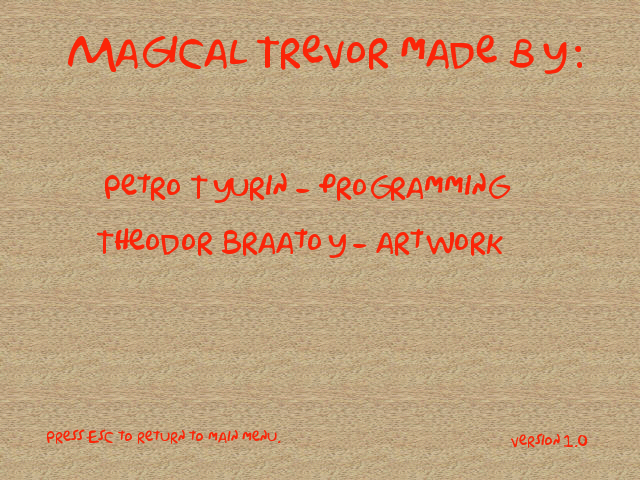 MAGICAL TREVOR MADE BY:
PETRO TYURIN - PROGRAMMING
THEODOR BRAATOY - ARTWORK
PRESS ESC TO RETURN TO MAIN MENU.
VERSION 1.0